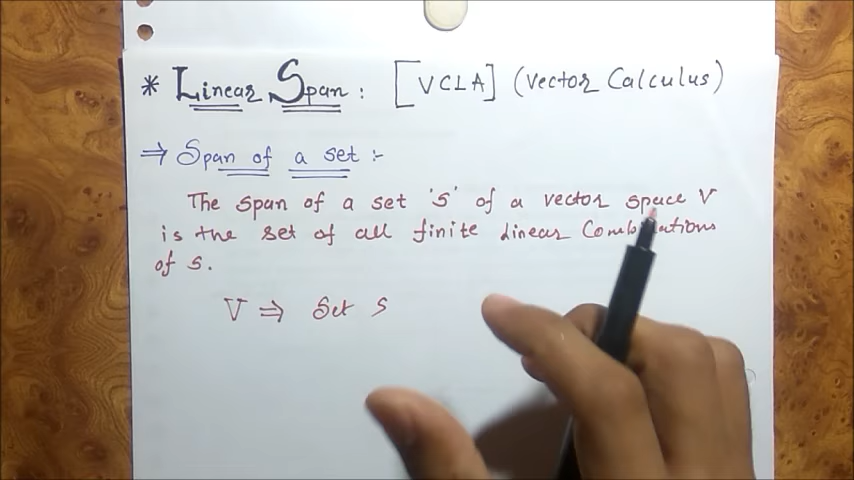 * Linear Span : [VCLA] (Vector Calculus)
⇒ Span of a set :-
The span of a set 's' of a vector space V
is the set of all finite Linear Combinations
of s.
V ⇒ Set S